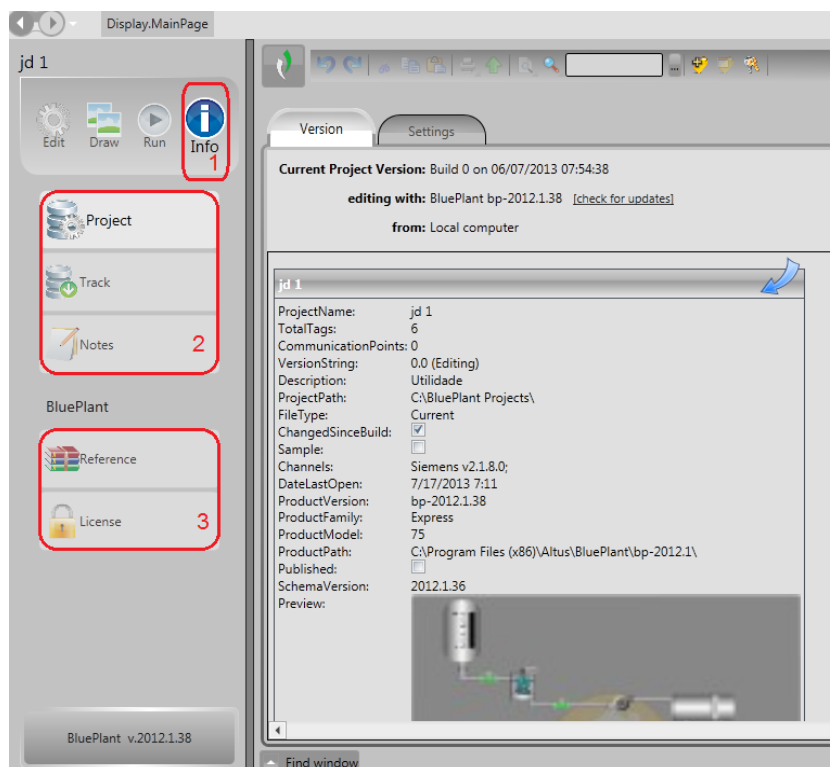 Display.MainPage
jd 1
Edit
Draw
Run
Info
1
Project
Track
Notes
2
BluePlant
Reference
License
3
BluePlant v.2012.1.38
...
Version
Settings
Current Project Version: Build 0 on 06/07/2013 07:54:38
editing with: BluePlant bp-2012.1.38 [check for updates]
from: Local computer
jd 1
ProjectName: jd 1
TotalTags: 6
CommunicationPoints: 0
VersionString: 0.0 (Editing)
Description: Utilidade
ProjectPath: C:\BluePlant Projects\
FileType: Current
ChangedSinceBuild:
Sample:
Channels: Siemens v2.1.8.0;
DateLastOpen: 7/17/2013 7:11
ProductVersion: bp-2012.1.38
ProductFamily: Express
ProductModel: 75
ProductPath: C:\Program Files (x86)\Altus\BluePlant\bp-2012.1\
Published:
SchemaVersion: 2012.1.36
Preview:
Find window